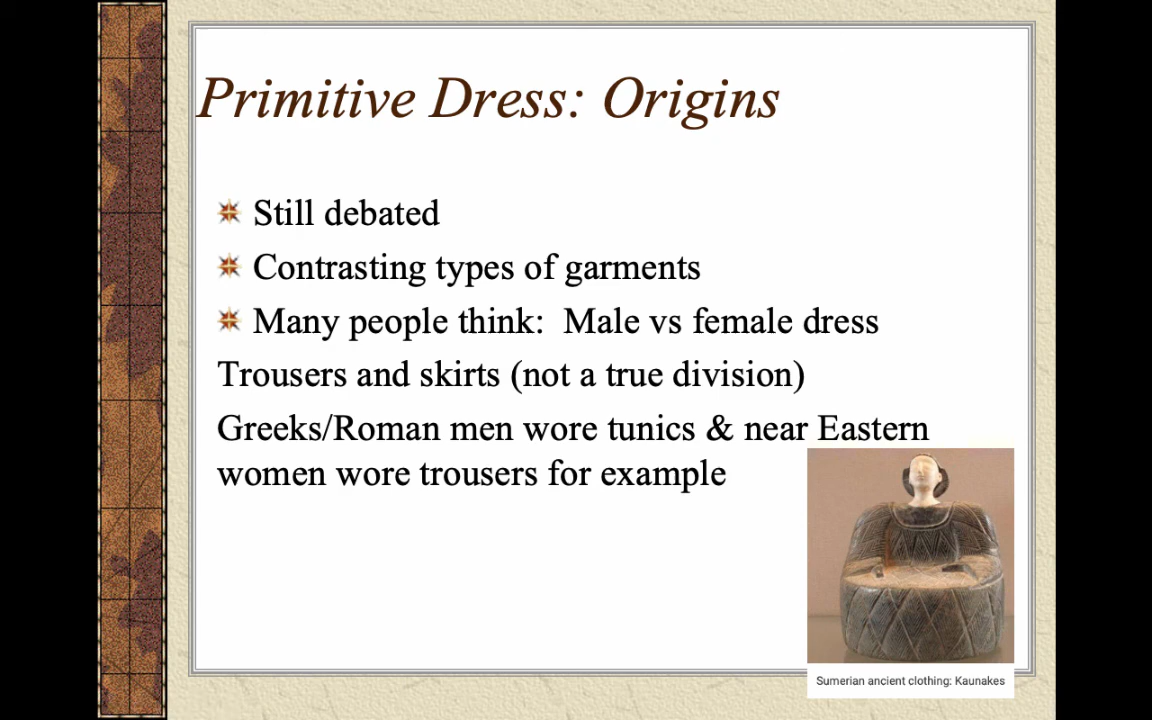 Primitive Dress: Origins
Still debated
Contrasting types of garments
Many people think:  Male vs female dress
Trousers and skirts (not a true division)
Greeks/Roman men wore tunics & near Eastern
women wore trousers for example
Sumerian ancient clothing: Kaunakes